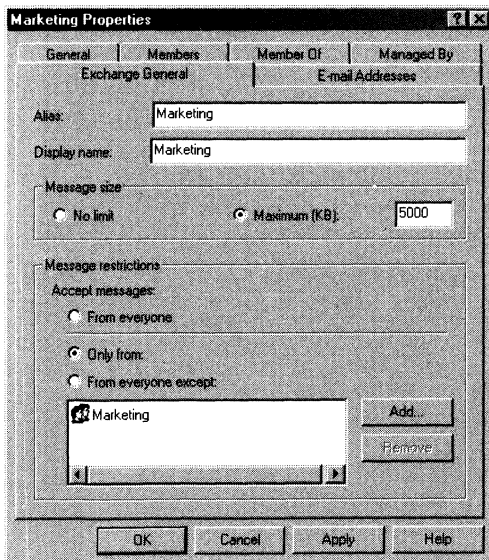 Marketing Properties
General Members Member Of Managed By
Exchange General E-mail Addresses
Alias: Marketing
Display name: Marketing
Message size
No limit Maximum (KB): 5000
Message restrictions
Accept messages:
From everyone
Only from:
From everyone except:
Marketing Add...
Remove
OK Cancel Apply Help